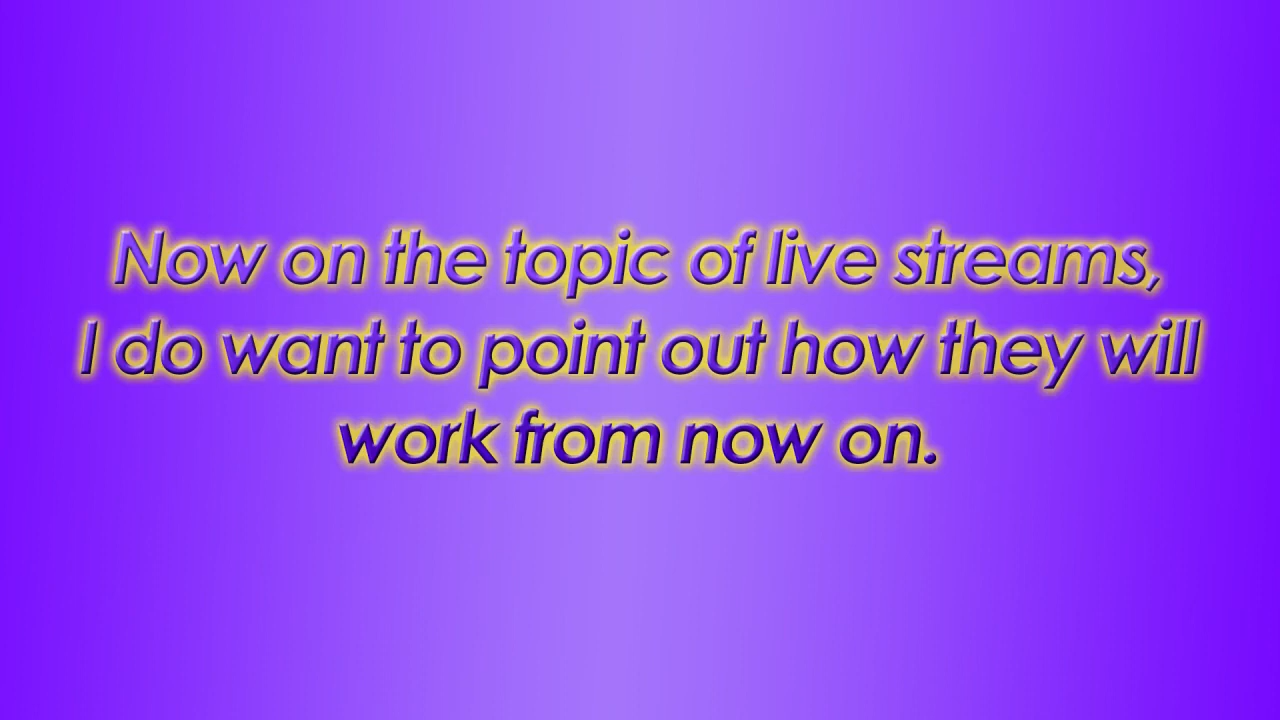 Now on the topic of live streams,
I do want to point out how they will
work from now on.